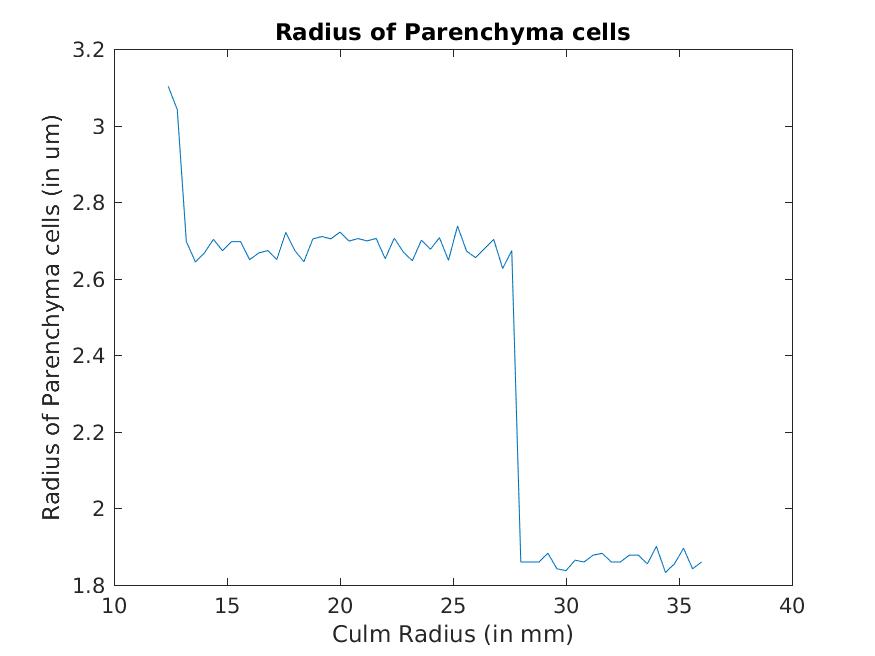 Radius of Parenchyma cells
Radius of Parenchyma cells (in um)
3.2
3
2.8
2.6
2.4
2.2
2
1.8
10 15 20 25 30 35 40
Culm Radius (in mm)